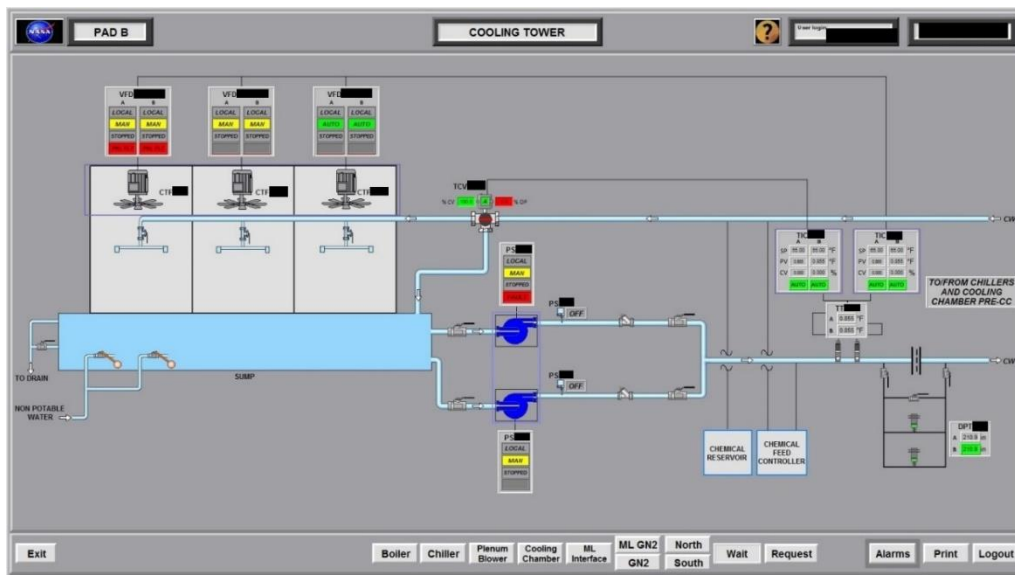 NASA
PAD B
COOLING TOWER
?
User login:
VFD
A B
LOCAL LOCAL
MAN MAN
STOPPED STOPPED
VFD
A B
LOCAL LOCAL
MAN MAN
STOPPED STOPPED
VFD
A B
LOCAL LOCAL
AUTO AUTO
STOPPED STOPPED
CTF
CTF
CTF
TCV
% CV
% OP
CW
PS
LOCAL
MAN
STOPPED
FAULT
PS
OFF
PS
OFF
PS
LOCAL
MAN
STOPPED
TIC
A B
SP °F
PV °F
CV %
AUTO AUTO
TIC
A B
SP °F
PV °F
CV %
AUTO AUTO
TO/FROM CHILLERS
AND COOLING
CHAMBER PRE-CC
A °F
B °F
CW
TO DRAIN
NON POTABLE
WATER
SUMP
CHEMICAL
RESERVOIR
CHEMICAL
FEED
CONTROLLER
DPT
A in
B in
Exit
Boiler
Chiller
Plenum
Blower
Cooling
Chamber
ML
Interface
ML GN2
GN2
North
South
Wait
Request
Alarms
Print
Logout